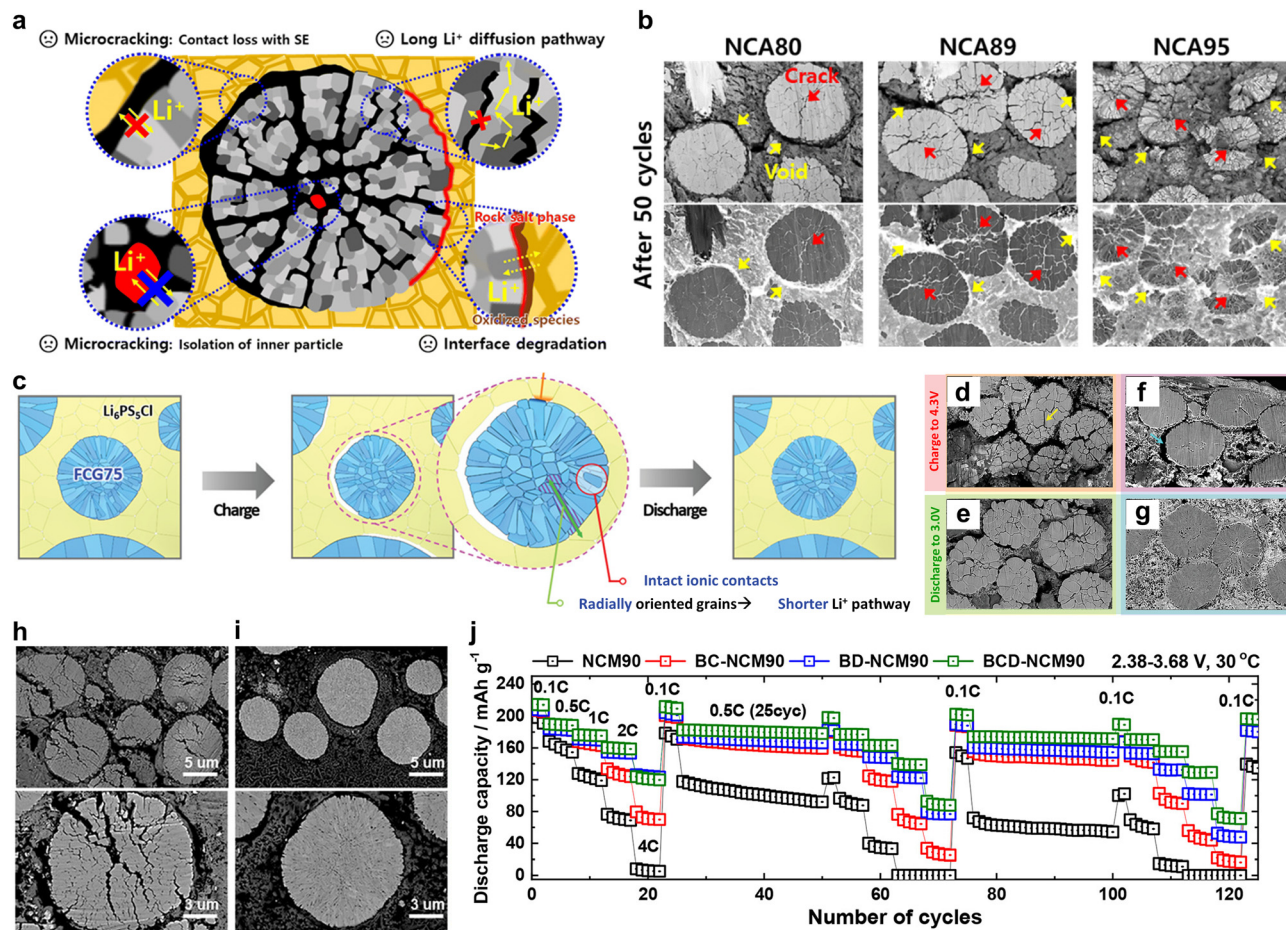 a
☹ Microcracking: Contact loss with SE
☹ Long Li⁺ diffusion pathway
Li⁺
Li⁺
Li⁺
Rock salt phase
Li⁺
Oxidized species
☹ Microcracking: Isolation of inner particle
☹ Interface degradation
b
NCA80
NCA89
NCA95
After 50 cycles
Crack
Void
c
Li₆PS₅Cl
FCG75
Charge
Discharge
Intact ionic contacts
Radially oriented grains→ Shorter Li⁺ pathway
Charge to 4.3V
Discharge to 3.0V
d
f
e
g
h
5 um
3 um
i
5 um
3 um
j
NCM90
BC-NCM90
BD-NCM90
BCD-NCM90
2.38-3.68 V, 30 °C
Discharge capacity / mAh g⁻¹
240
200
160
120
80
40
0
0.1C
0.5C
1C
2C
4C
0.1C
0.5C (25cyc)
0.1C
0.1C
0.1C
0
20
40
60
80
100
120
Number of cycles